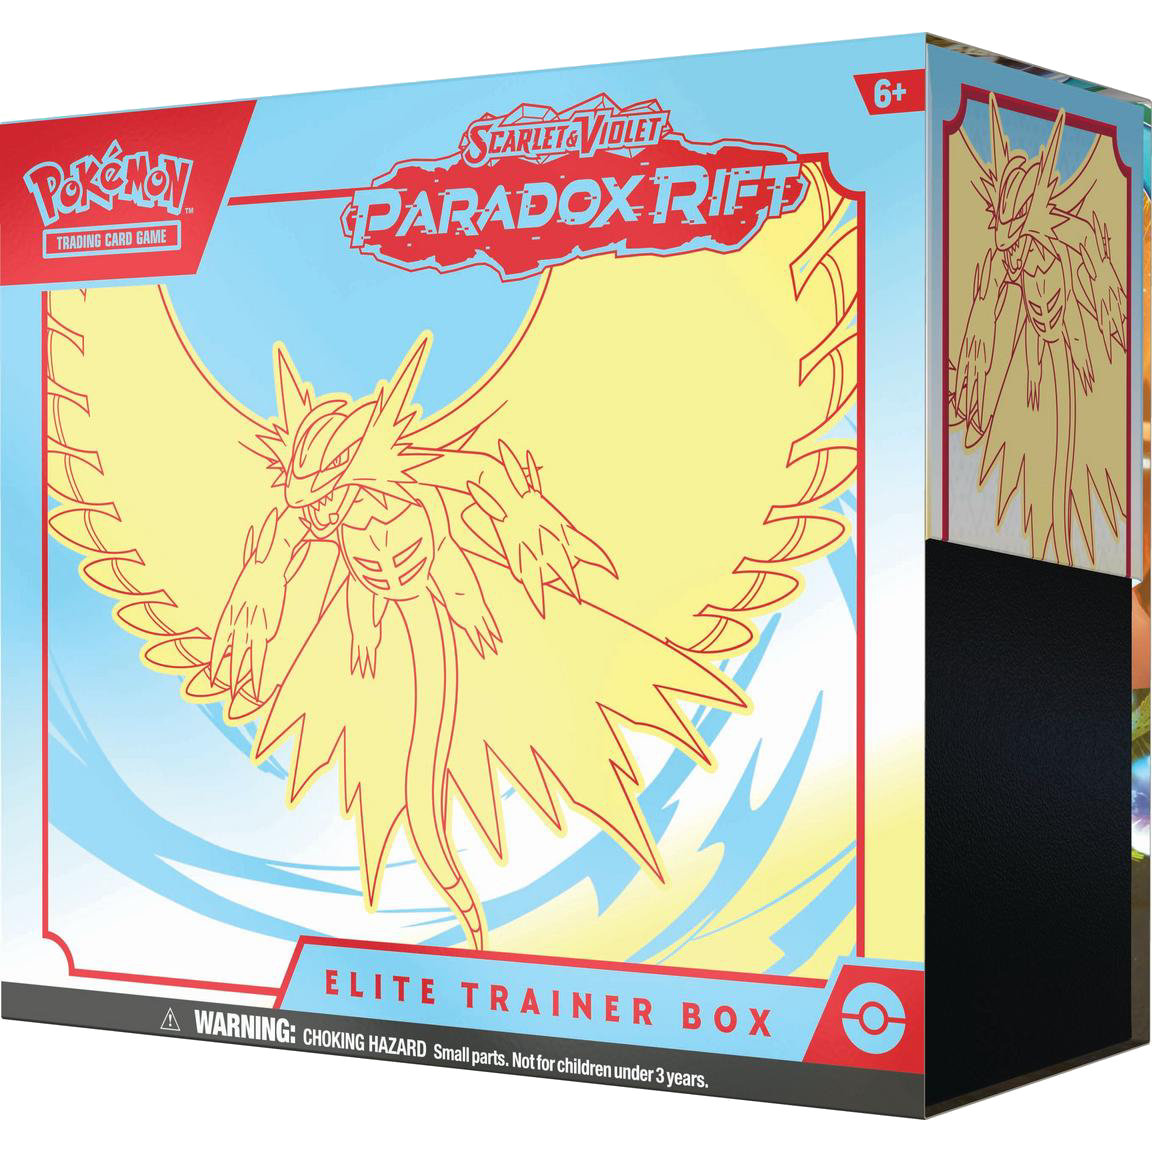 POKéMON™
TRADING CARD GAME
SCARLET & VIOLET
PARADOX RIFT
6+
ELITE TRAINER BOX
WARNING: CHOKING HAZARD Small parts. Not for children under 3 years.